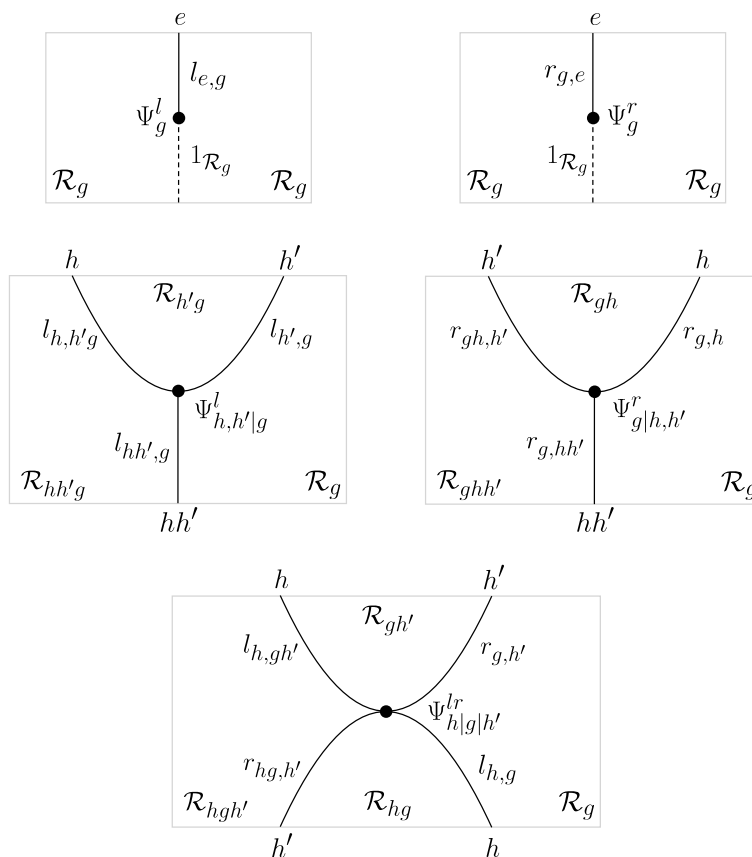 e e
l_{e,g} r_{g,e}
Ψ^l_g Ψ^r_g
1_{ℛ_g} 1_{ℛ_g}
ℛ_g ℛ_g ℛ_g ℛ_g
h h′ h′ h
ℛ_{h′g} ℛ_{gh}
l_{h,h′g} l_{h′,g} r_{gh,h′} r_{g,h}
Ψ^l_{h,h′|g} Ψ^r_{g|h,h′}
l_{hh′,g} r_{g,hh′}
ℛ_{hh′g} ℛ_g ℛ_{ghh′} ℛ_g
hh′ hh′
h h′
ℛ_{gh′}
l_{h,gh′} r_{g,h′}
Ψ^{lr}_{h|g|h′}
r_{hg,h′} l_{h,g}
ℛ_{hgh′} ℛ_{hg} ℛ_g
h′ h